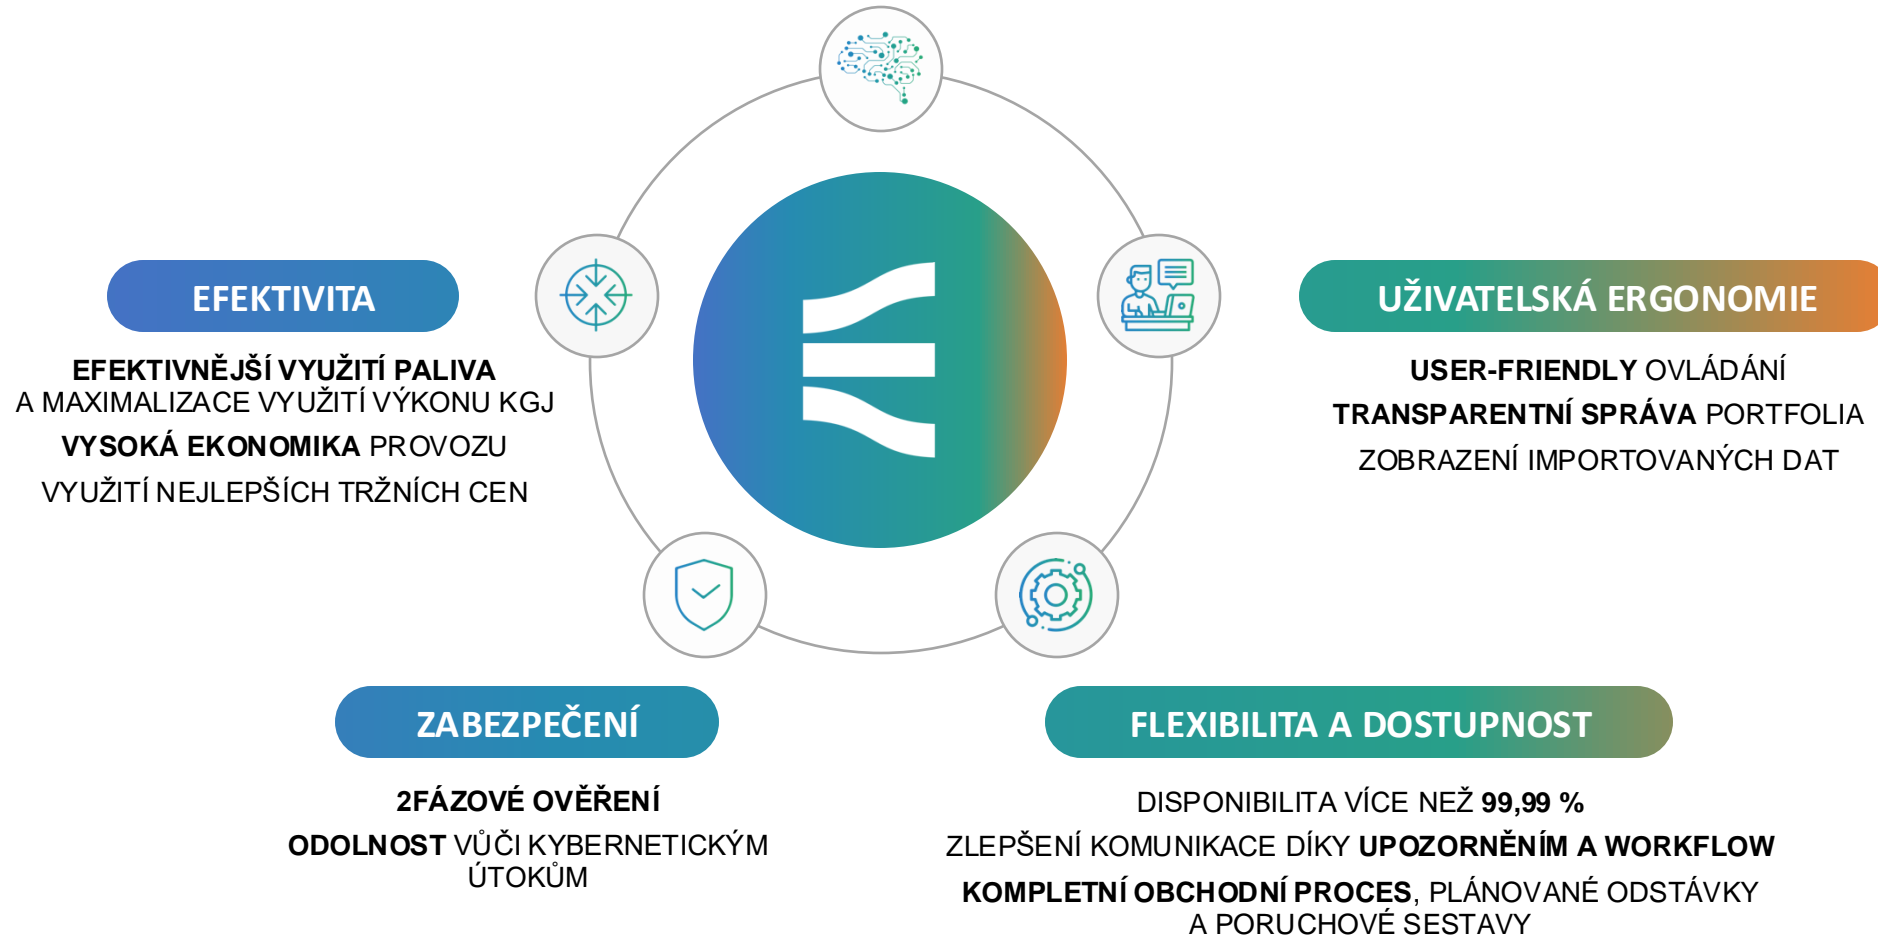 EFEKTIVITA
EFEKTIVNĚJŠÍ VYUŽITÍ PALIVA
A MAXIMALIZACE VYUŽITÍ VÝKONU KGJ
VYSOKÁ EKONOMIKA PROVOZU
VYUŽITÍ NEJLEPŠÍCH TRŽNÍCH CEN
UŽIVATELSKÁ ERGONOMIE
USER-FRIENDLY OVLÁDÁNÍ
TRANSPARENTNÍ SPRÁVA PORTFOLIA
ZOBRAZENÍ IMPORTOVANÝCH DAT
ZABEZPEČENÍ
2FÁZOVÉ OVĚŘENÍ
ODOLNOST VŮČI KYBERNETICKÝM
ÚTOKŮM
FLEXIBILITA A DOSTUPNOST
DISPONIBILITA VÍCE NEŽ 99,99 %
ZLEPŠENÍ KOMUNIKACE DÍKY UPOZORNĚNÍM A WORKFLOW
KOMPLETNÍ OBCHODNÍ PROCES, PLÁNOVANÉ ODSTÁVKY
A PORUCHOVÉ SESTAVY